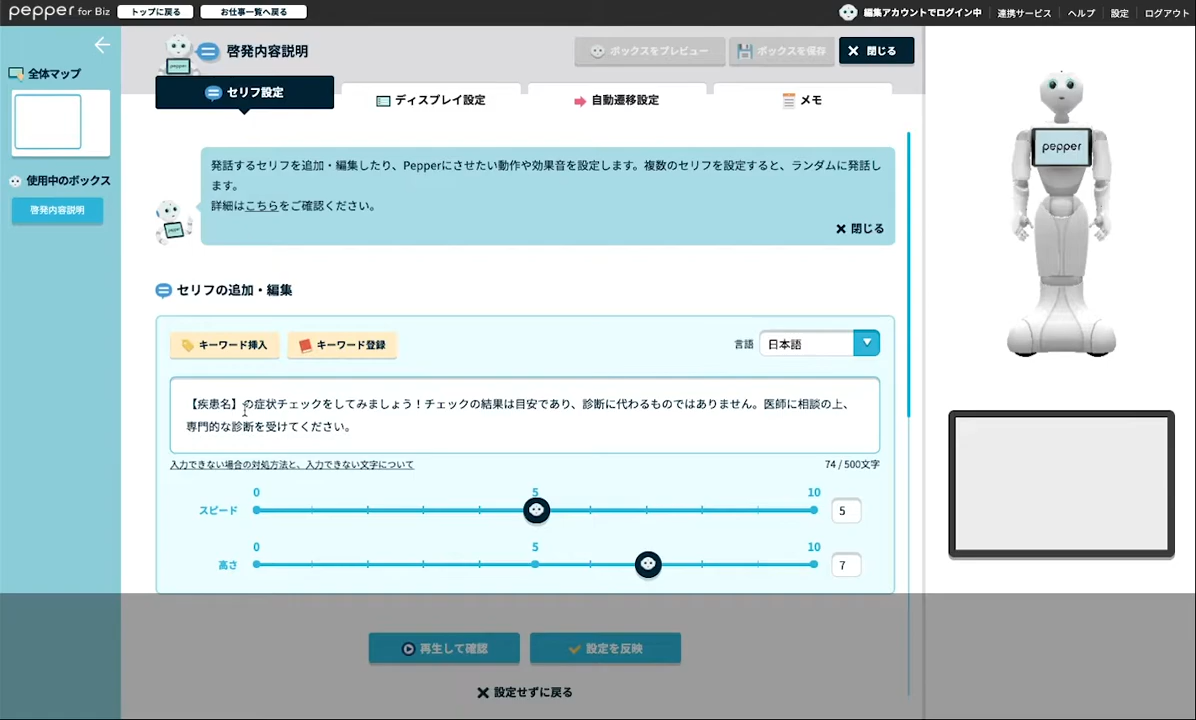 pepper for Biz
トップに戻る
お仕事一覧へ戻る
編集アカウントでログイン中
連携サービス
ヘルプ
設定
ログアウト
全体マップ
使用中のボックス
啓発内容説明
pepper
啓発内容説明
ボックスをプレビュー
ボックスを保存
閉じる
セリフ設定
ディスプレイ設定
自動遷移設定
メモ
発話するセリフを追加・編集したり、Pepperにさせたい動作や効果音を設定します。複数のセリフを設定すると、ランダムに発話し
ます。
詳細はこちらをご確認ください。
pepper
閉じる
セリフの追加・編集
キーワード挿入
キーワード登録
言語
日本語
【疾患名】の症状チェックをしてみましょう！チェックの結果は目安であり、診断に代わるものではありません。医師に相談の上、
専門的な診断を受けてください。
入力できない場合の対処方法と、入力できない文字について
74 / 500文字
0
5
10
スピード
5
0
5
10
高さ
7
再生して確認
設定を反映
設定せずに戻る
pepper